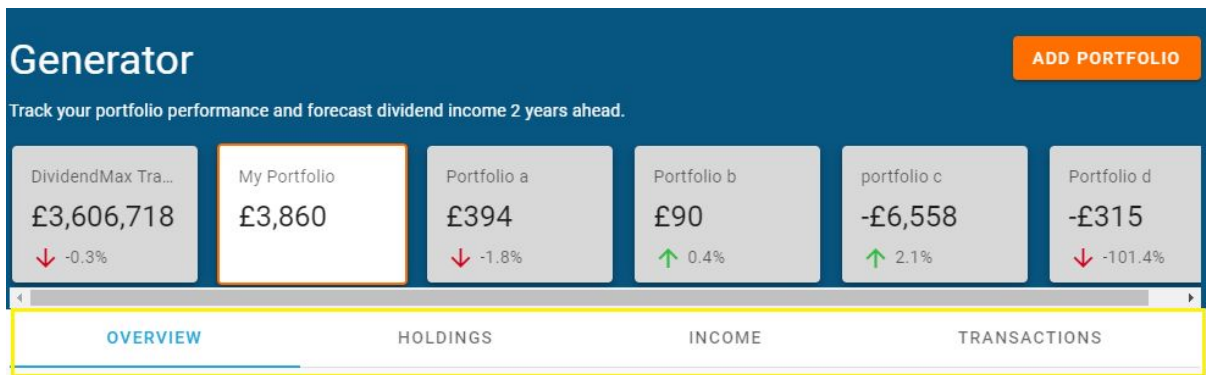 Generator
ADD PORTFOLIO
Track your portfolio performance and forecast dividend income 2 years ahead.
DividendMax Tra...
£3,606,718
-0.3%
My Portfolio
£3,860
Portfolio a
£394
-1.8%
Portfolio b
£90
0.4%
portfolio c
-£6,558
2.1%
Portfolio d
-£315
-101.4%
OVERVIEW HOLDINGS INCOME TRANSACTIONS